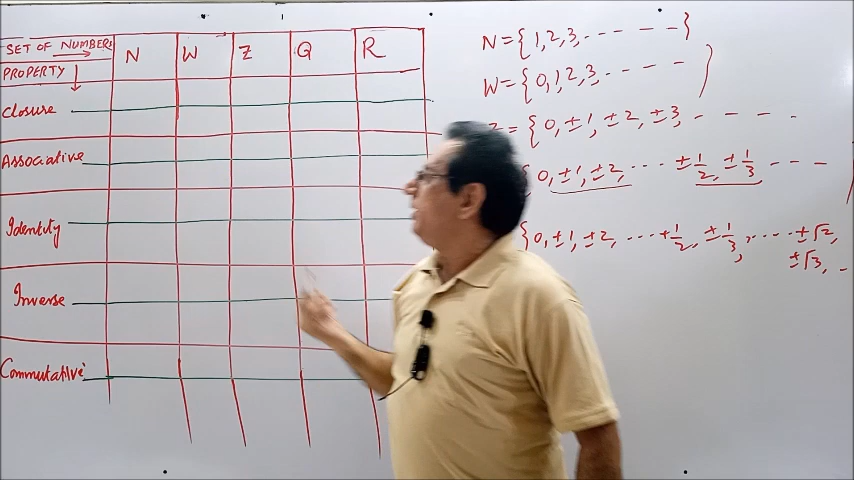 SET OF NUMBERS N W Z Q R
PROPERTY
Closure
Associative
Identity
Inverse
Commutative
N={1,2,3,------}
W={0,1,2,3,-----}
={0,±1,±2,±3,-----
{0,±1,±2,--- ±1/2,±1/3 ---
{0,±1,±2,---±1/2,±1/3,---±√2,
±√3,-